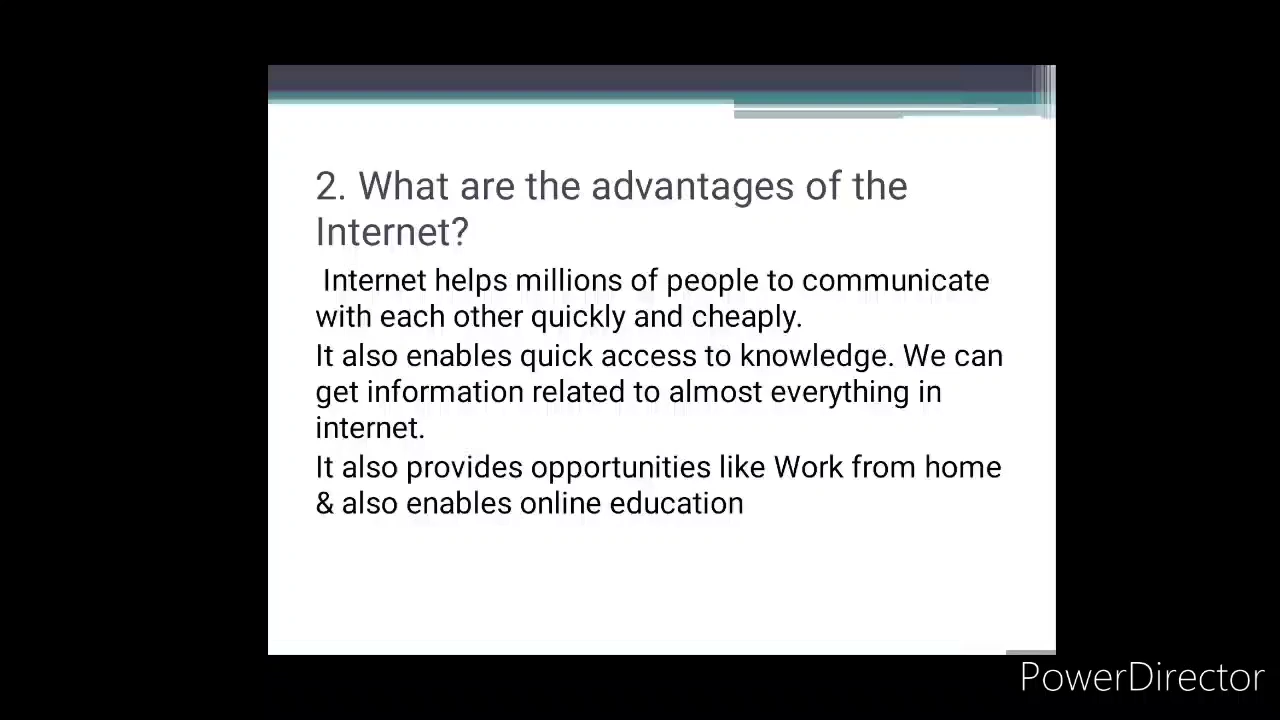 2. What are the advantages of the
Internet?
Internet helps millions of people to communicate
with each other quickly and cheaply.
It also enables quick access to knowledge. We can
get information related to almost everything in
internet.
It also provides opportunities like Work from home
& also enables online education
PowerDirector